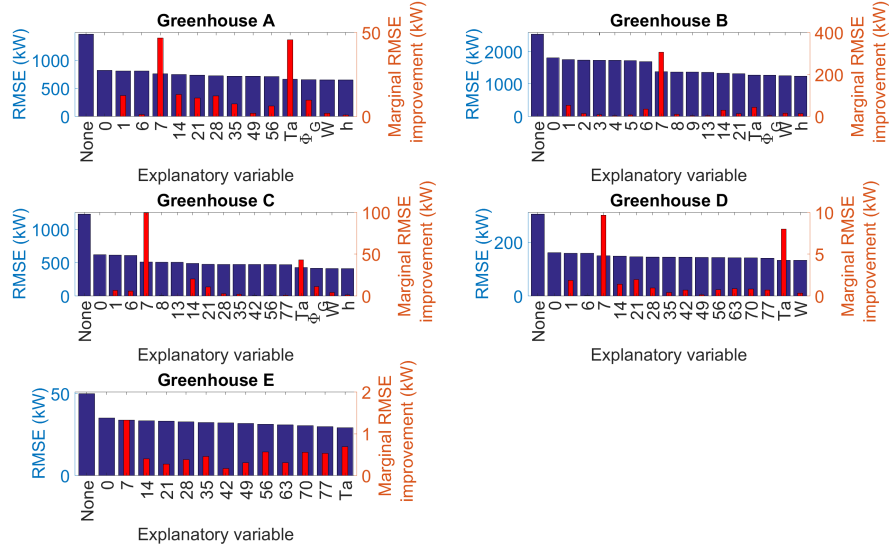 Greenhouse A
RMSE (kW)
1000
500
0
50
0
Marginal RMSE
improvement (kW)
None 0 1 6 7 14 21 28 35 49 56 Ta Φ G W h
Explanatory variable
Greenhouse B
RMSE (kW)
2000
1000
0
400
200
0
Marginal RMSE
improvement (kW)
None 0 1 2 3 4 5 6 7 8 9 13 14 21 Ta Φ G W h
Explanatory variable
Greenhouse C
RMSE (kW)
1000
500
0
100
50
0
Marginal RMSE
improvement (kW)
None 0 1 6 7 8 13 14 21 28 35 42 56 77 Ta Φ G W h
Explanatory variable
Greenhouse D
RMSE (kW)
200
0
10
5
0
Marginal RMSE
improvement (kW)
None 0 1 6 7 14 21 28 35 42 49 56 63 70 77 Ta W
Explanatory variable
Greenhouse E
RMSE (kW)
50
0
2
1
0
Marginal RMSE
improvement (kW)
None 0 7 14 21 28 35 42 49 56 63 70 77 Ta
Explanatory variable